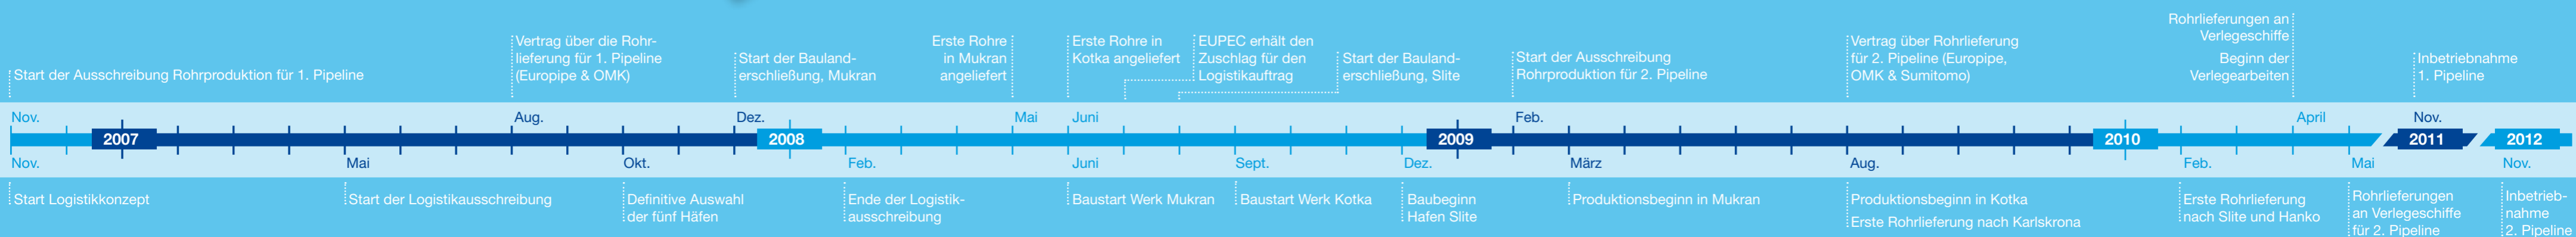 Start der Ausschreibung Rohrproduktion für 1. Pipeline
Vertrag über die Rohr-
lieferung für 1. Pipeline
(Europipe & OMK)
Start der Bauland-
erschließung, Mukran
Erste Rohre
in Mukran
angeliefert
Erste Rohre in
Kotka angeliefert
EUPEC erhält den
Zuschlag für den
Logistikauftrag
Start der Bauland-
erschließung, Slite
Start der Ausschreibung
Rohrproduktion für 2. Pipeline
Vertrag über Rohrlieferung
für 2. Pipeline (Europipe,
OMK & Sumitomo)
Rohrlieferungen an
Verlegeschiffe
Beginn der
Verlegearbeiten
Inbetriebnahme
1. Pipeline
Nov. Aug. Dez. Mai Juni Feb. April Nov.
2007 2008 2009 2010 2011 2012
Nov. Mai Okt. Feb. Juni Sept. Dez. März Aug. Feb. Mai Nov.
Start Logistikkonzept
Start der Logistikausschreibung
Definitive Auswahl
der fünf Häfen
Ende der Logistik-
ausschreibung
Baustart Werk Mukran
Baustart Werk Kotka
Baubeginn
Hafen Slite
Produktionsbeginn in Mukran
Produktionsbeginn in Kotka
Erste Rohrlieferung nach Karlskrona
Erste Rohrlieferung
nach Slite und Hanko
Rohrlieferungen
an Verlegeschiffe
für 2. Pipeline
Inbetrieb-
nahme
2. Pipeline